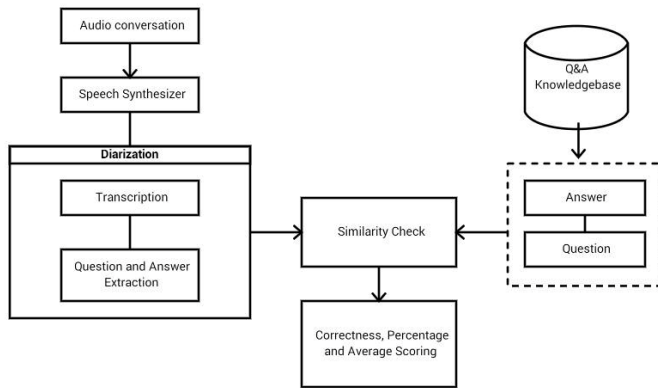 Audio conversation
Speech Synthesizer
Diarization
Transcription
Question and Answer
Extraction
Similarity Check
Correctness, Percentage
and Average Scoring
Q&A
Knowledgebase
Answer
Question